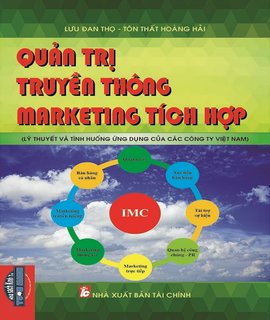 LƯU ĐAN THỌ - TÔN THẤT HOÀNG HẢI
QUẢN TRỊ
TRUYỀN THÔNG
MARKETING TÍCH HỢP
(LÝ THUYẾT VÀ TÌNH HUỐNG ỨNG DỤNG CỦA CÁC CÔNG TY VIỆT NAM)
Bán hàng
cá nhân
Xúc tiến
bán hàng
IMC
Tài trợ
sự kiện
Quan hệ công
chúng - PR
Marketing
trực tiếp
NHÀ XUẤT BẢN TÀI CHÍNH